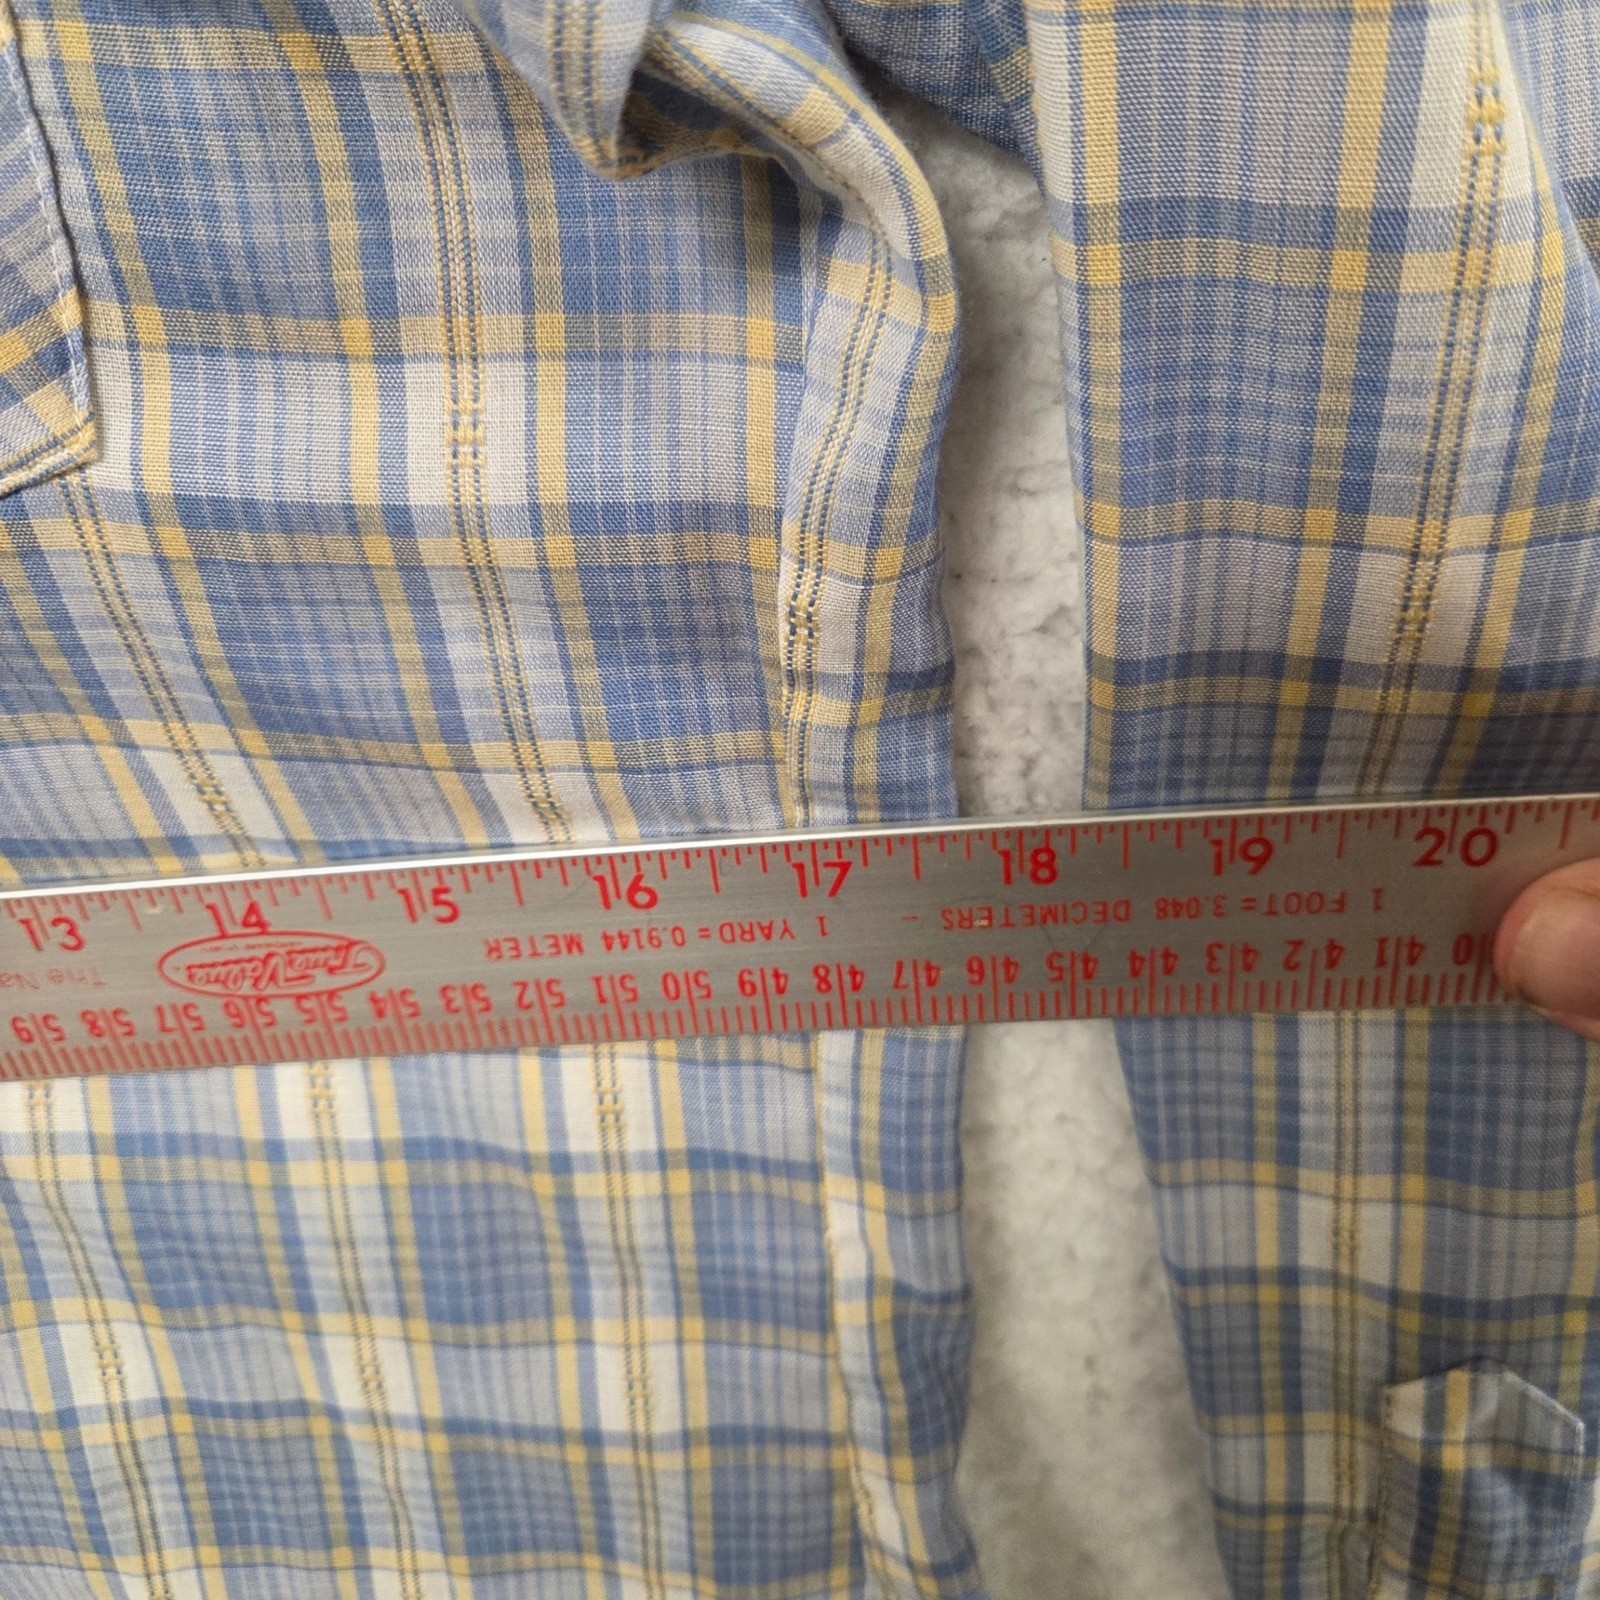 13 14 15 16 17 18 19 20
1 FOOT = 3.048 DECIMETERS - 1 YARD = 0.9144 METER
The Na
40 41 42 43 44 45 46 47 48 49 50 51 52 53 54 55 56 57 58 59